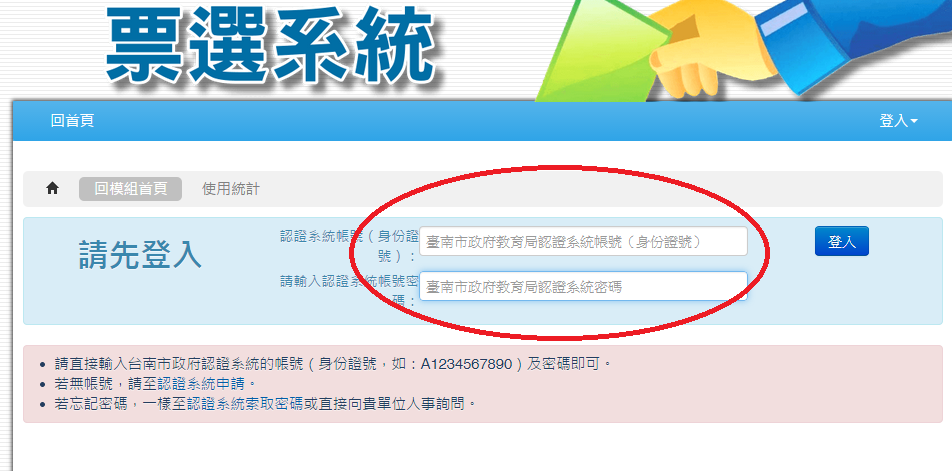 票選系統
回首頁
登入
回模組首頁
使用統計
請先登入
認證系統帳號（身份證
號）：
臺南市政府教育局認證系統帳號（身份證號）
登入
請輸入認證系統帳號密
碼：
臺南市政府教育局認證系統密碼
請直接輸入台南市政府認證系統的帳號（身份證號，如：A1234567890）及密碼即可。
若無帳號，請至認證系統申請。
若忘記密碼，一樣至認證系統索取密碼或直接向貴單位人事詢問。